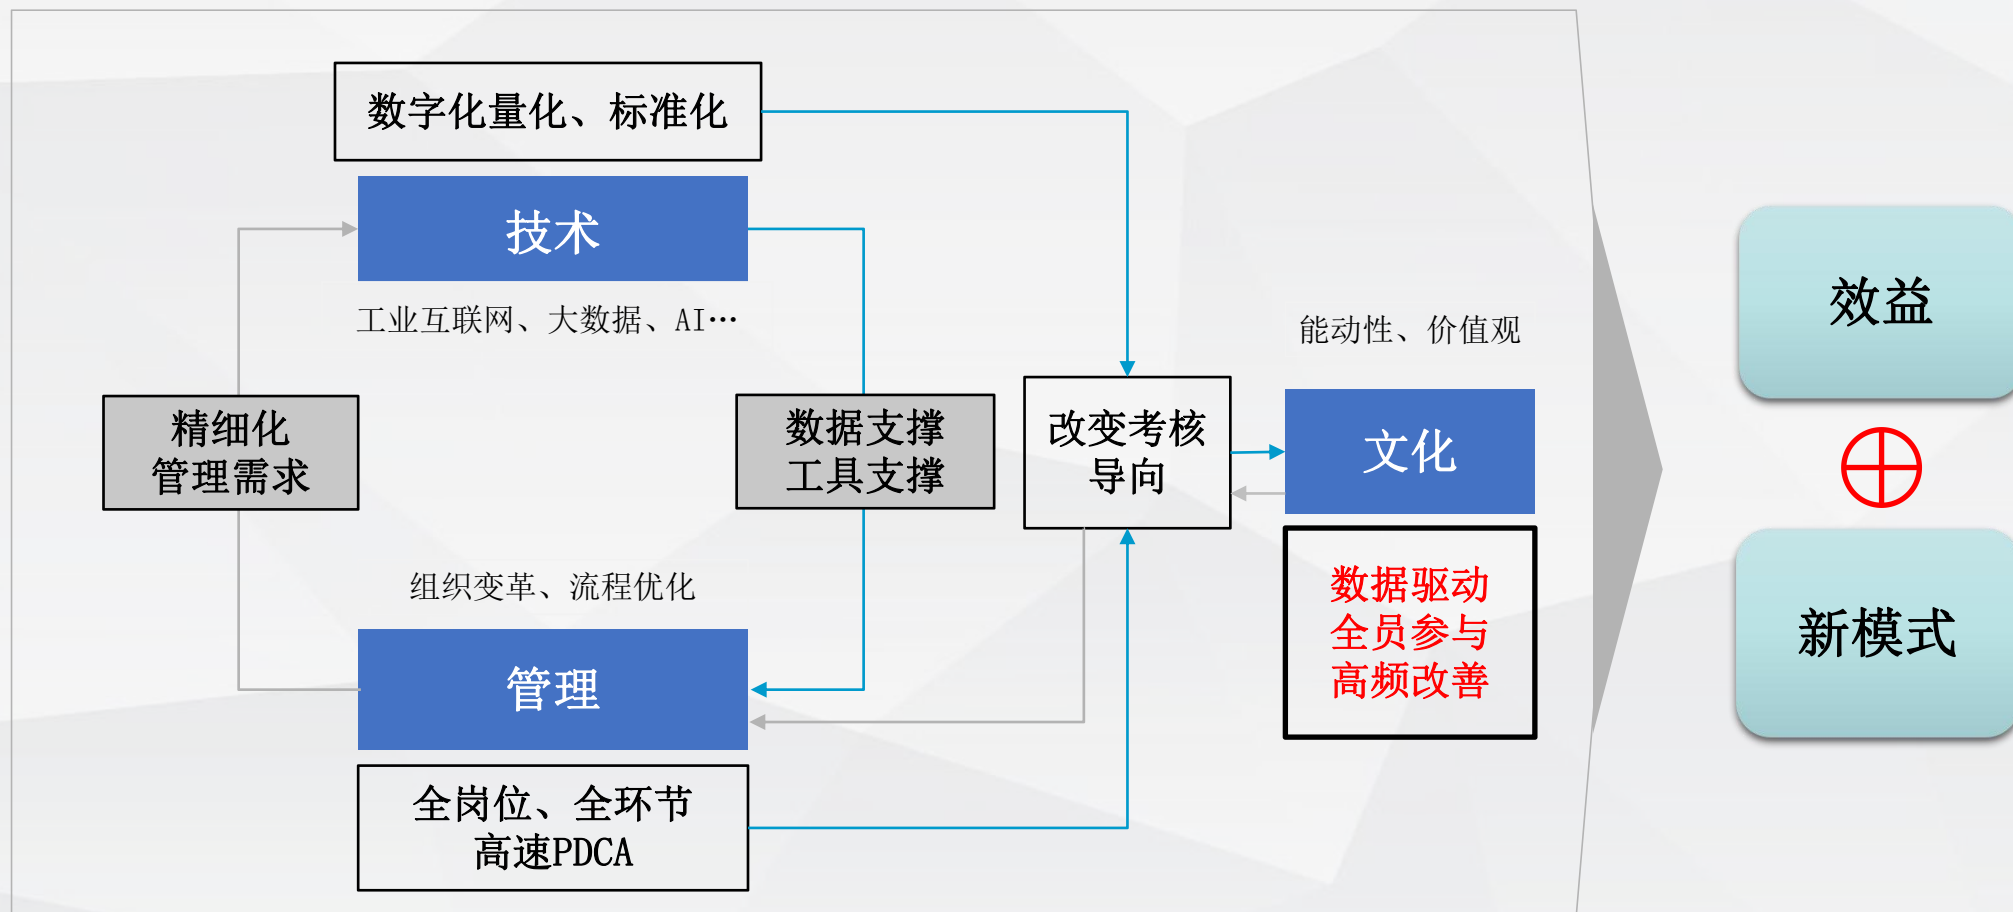 数字化量化、标准化
技术
工业互联网、大数据、AI…
精细化
管理需求
数据支撑
工具支撑
组织变革、流程优化
管理
全岗位、全环节
高速PDCA
改变考核
导向
能动性、价值观
文化
数据驱动
全员参与
高频改善
效益
新模式